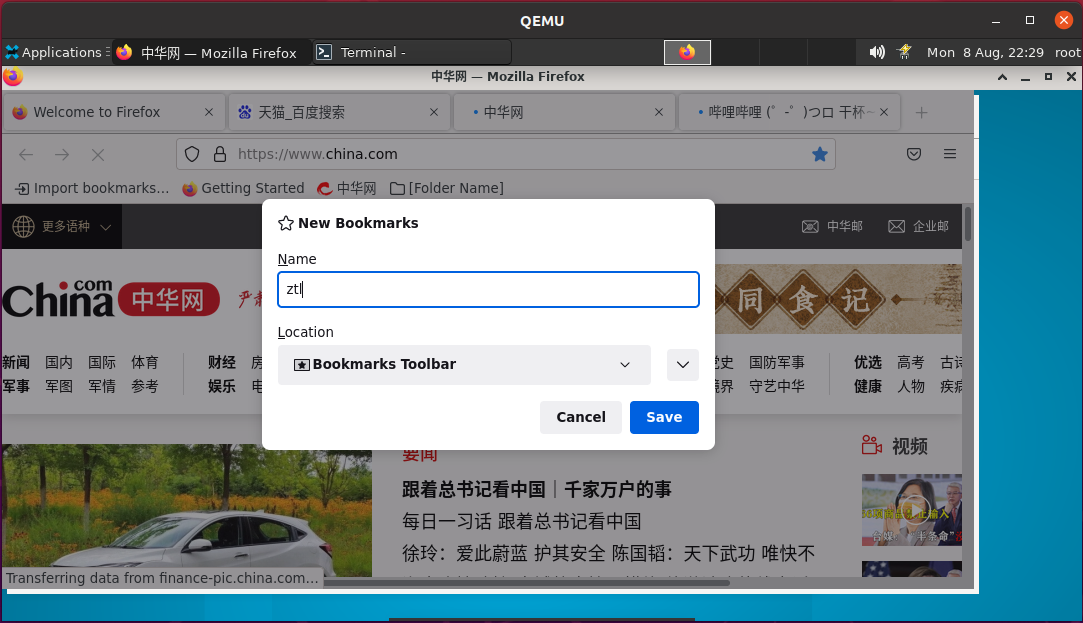 QEMU
Applications
中华网 — Mozilla Firefox
Terminal -
Mon 8 Aug, 22:29 root
中华网 — Mozilla Firefox
Welcome to Firefox
天猫_百度搜索
中华网
哔哩哔哩 (゜-゜)つロ 干杯~
https://www.china.com
Import bookmarks...
Getting Started
中华网
[Folder Name]
更多语种
中华邮
企业邮
China.com
中华网
同 食 记
新闻 国内 国际 体育
财经
党史 国防军事
优选 高考
军事 军图 军情 参考
娱乐
守艺中华
健康 人物
New Bookmarks
Name
ztl
Location
Bookmarks Toolbar
Cancel
Save
要闻
视频
跟着总书记看中国｜千家万户的事
每日一习话 跟着总书记看中国
徐玲：爱此蔚蓝 护其安全 陈国韬：天下武功 唯快不
Transferring data from finance-pic.china.com...